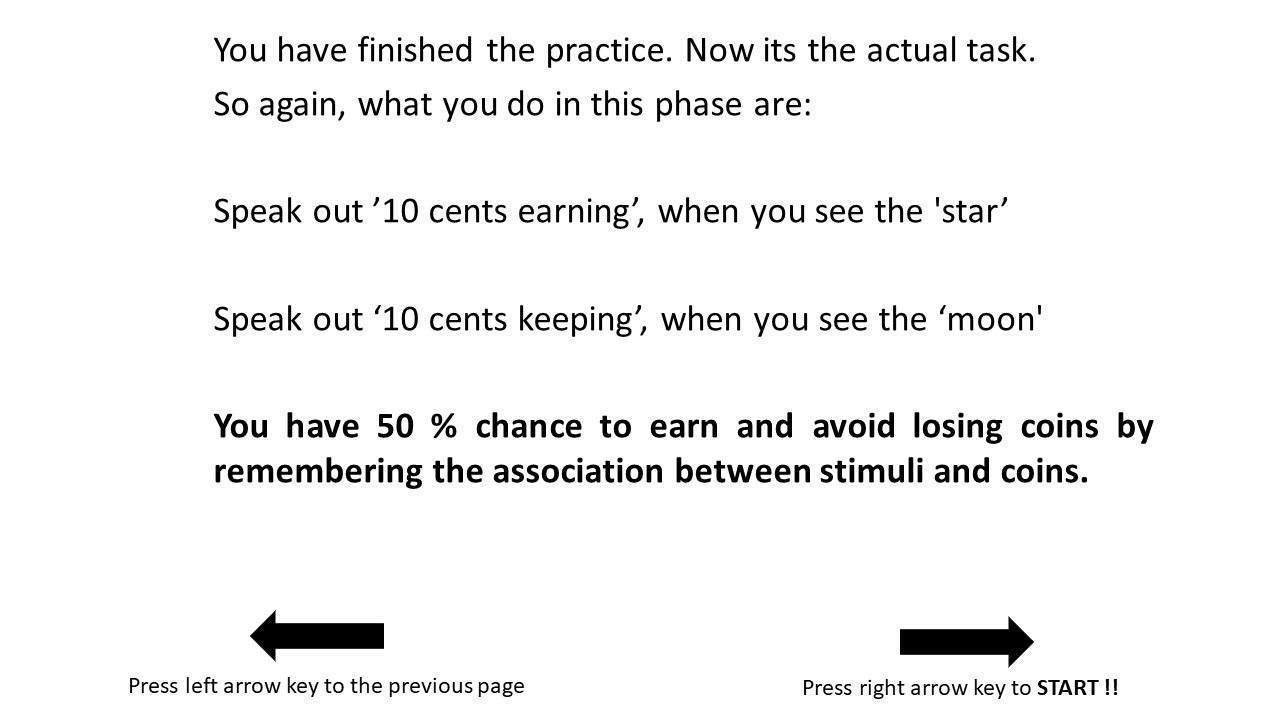 You have finished the practice. Now its the actual task.
So again, what you do in this phase are:
Speak out ’10 cents earning’, when you see the 'star’
Speak out ‘10 cents keeping’, when you see the ‘moon'
You have 50 % chance to earn and avoid losing coins by
remembering the association between stimuli and coins.
Press left arrow key to the previous page
Press right arrow key to START !!